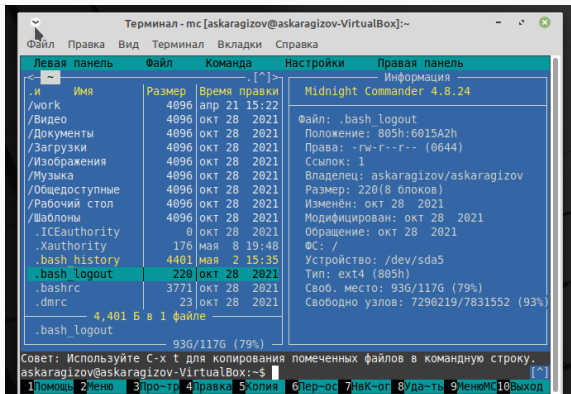 Терминал - mc [askaragizov@askaragizov-VirtualBox]:~
Файл Правка Вид Терминал Вкладки Справка
Левая панель Файл Команда Настройки Правая панель
<─ ~ ─.[^]>
Информация
.и Имя Размер Время правки
Midnight Commander 4.8.24
/work 4096 апр 21 15:22
/Видео 4096 окт 28 2021
Файл: .bash_logout
/Документы 4096 окт 28 2021
Положение: 805h:6015A2h
/Загрузки 4096 окт 28 2021
Права: -rw-r--r-- (0644)
/Изображения 4096 окт 28 2021
Ссылок: 1
/Музыка 4096 окт 28 2021
Владелец: askaragizov/askaragizov
/Общедоступные 4096 окт 28 2021
Размер: 220(8 блоков)
/Рабочий стол 4096 окт 28 2021
Изменён: окт 28 2021
/Шаблоны 4096 окт 28 2021
Модифицирован: окт 28 2021
.ICEauthority 0 окт 28 2021
Обращение: окт 28 2021
.Xauthority 176 мая 8 19:48
ФС: /
.bash_history 4401 мая 2 15:35
Устройство: /dev/sda5
.bash_logout 220 окт 28 2021
Тип: ext4 (805h)
.bashrc 3771 окт 28 2021
Своб. место: 93G/117G (79%)
.dmrc 23 окт 28 2021
Свободно узлов: 7290219/7831552 (93%)
4,401 Б в 1 файле
.bash_logout
93G/117G (79%)
Совет: Используйте C-x t для копирования помеченных файлов в командную строку.
askaragizov@askaragizov-VirtualBox:~$ [^]
1Помощь 2Меню 3Про~тр 4Правка 5Копия 6Пер~ос 7НвК~ог 8Уда~ть 9МенюMC 10Выход